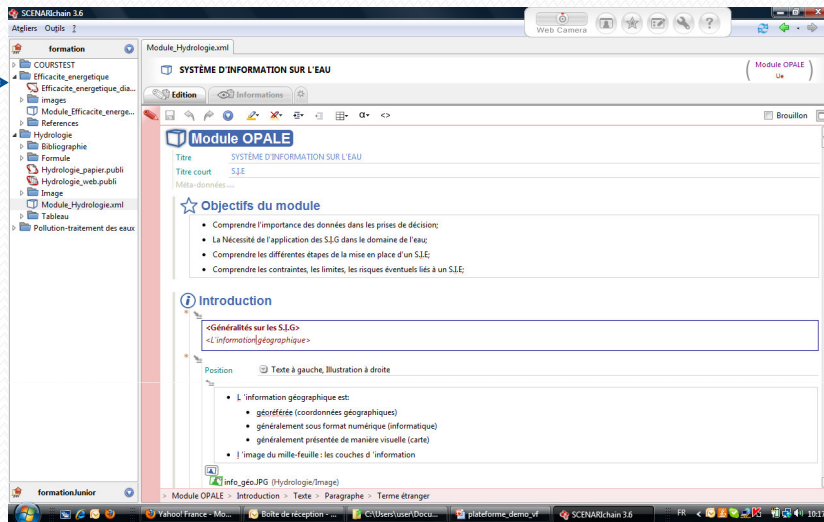 SCENARIchain 3.6
Ateliers Outils ?
Web Camera
formation
COURSTEST
Efficacite_energetique
Efficacite_energetique_dia...
images
Module_Efficacite_energe...
References
Hydrologie
Bibliographie
Formule
Hydrologie_papier.publi
Hydrologie_web.publi
Image
Module_Hydrologie.xml
Tableau
Pollution-traitement des eaux
formationJunior
Module_Hydrologie.xml
SYSTÈME D'INFORMATION SUR L'EAU
Module OPALE
Ue
Edition Informations
α <> Brouillon
Module OPALE
Titre SYSTÈME D'INFORMATION SUR L'EAU
Titre court S.I.E
Méta-données ...
Objectifs du module
• Comprendre l'importance des données dans les prises de décision;
• La Nécessité de l'application des S.I.G dans le domaine de l'eau;
• Comprendre les différentes étapes de la mise en place d'un S.I.E;
• Comprendre les contraintes, les limites, les risques éventuels liés à un S.I.E;
Introduction
<Généralités sur les S.I.G>
<L'information géographique>
Position Texte à gauche, Illustration à droite
• L 'information géographique est:
• géoréférée (coordonnées géographiques)
• généralement sous format numérique (informatique)
• généralement présentée de manière visuelle (carte)
• l 'image du mille-feuille : les couches d 'information
info_géo.JPG (Hydrologie/Image)
> Module OPALE > Introduction > Texte > Paragraphe > Terme étranger
Yahoo! France - Mo... Boîte de réception - ... C:\Users\user\Docu... plateforme_demo_vf SCENARIchain 3.6 FR 10:17